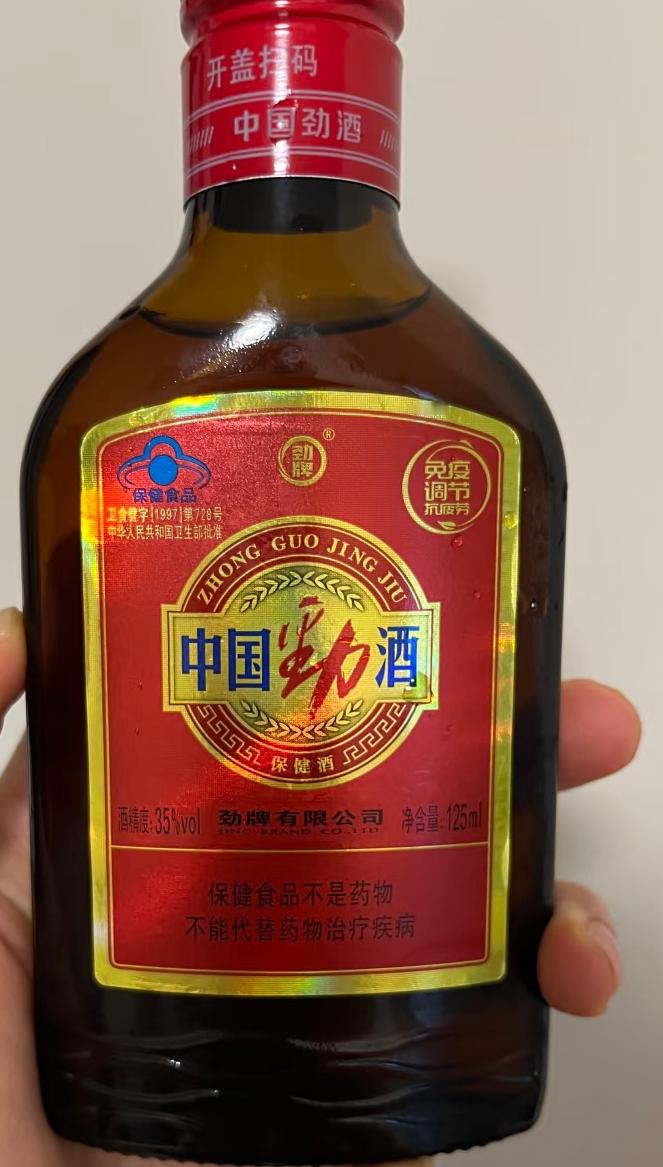 开盖扫码
中国劲酒
劲牌®
保健食品
卫食健字[1997]第728号
中华人民共和国卫生部批准
免疫
调节
抗疲劳
ZHONG GUO JING JIU
中国劲酒
保健酒
酒精度:35%vol
劲牌有限公司
JING BRAND CO.,LTD
净含量:125ml
保健食品不是药物
不能代替药物治疗疾病